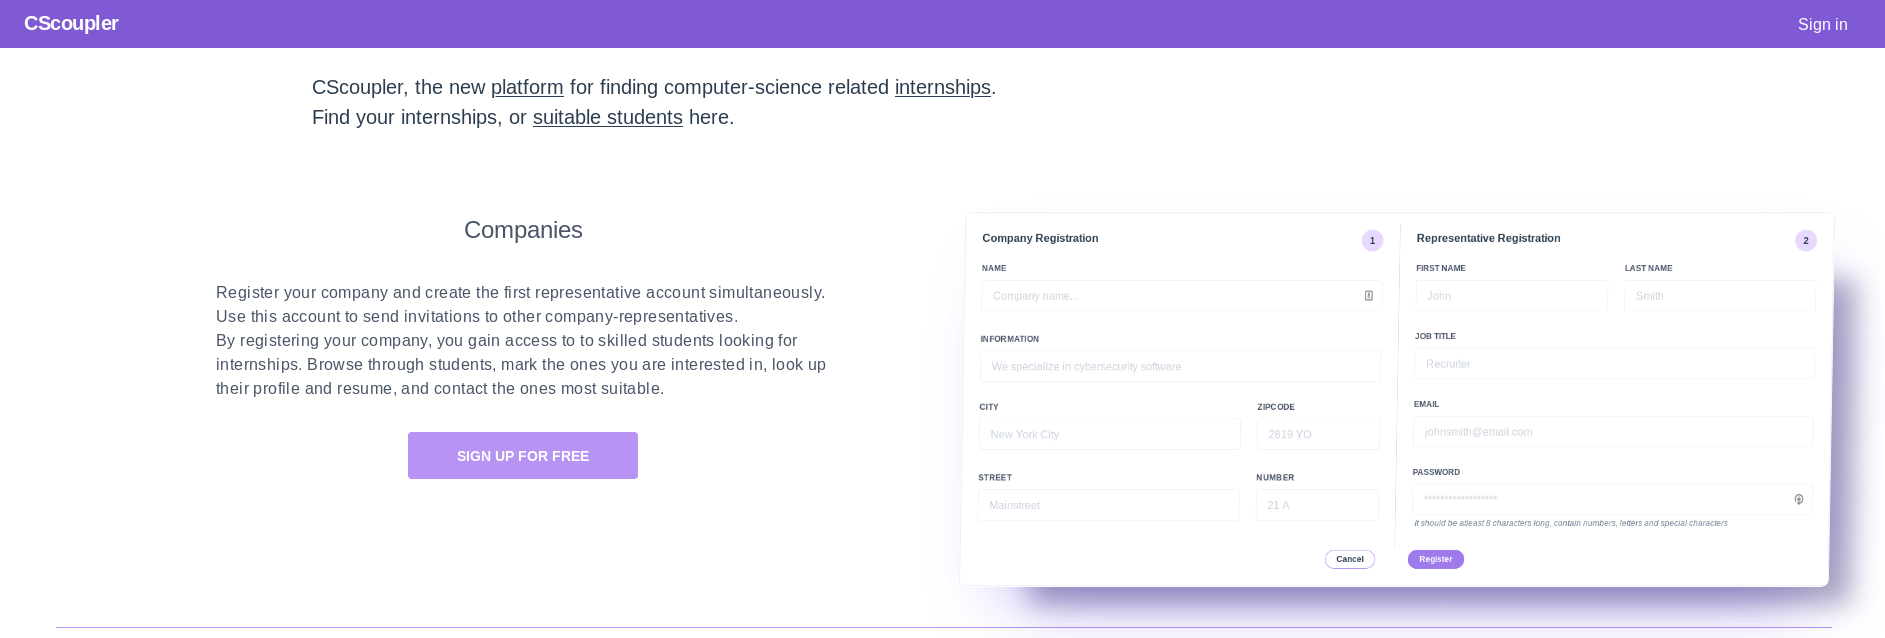 CScoupler
Sign in
CScoupler, the new platform for finding computer-science related internships.
Find your internships, or suitable students here.
Companies
Register your company and create the first representative account simultaneously.
Use this account to send invitations to other company-representatives.
By registering your company, you gain access to to skilled students looking for
internships. Browse through students, mark the ones you are interested in, look up
their profile and resume, and contact the ones most suitable.
SIGN UP FOR FREE
Company Registration
1
NAME
Company name...
INFORMATION
We specialize in cybersecurity software
CITY
ZIPCODE
New York City
2819 YO
STREET
NUMBER
Mainstreet
21 A
Representative Registration
2
FIRST NAME
LAST NAME
John
Smith
JOB TITLE
Recruiter
EMAIL
johnsmith@email.com
PASSWORD
******************
It should be atleast 8 characters long, contain numbers, letters and special characters
Cancel
Register